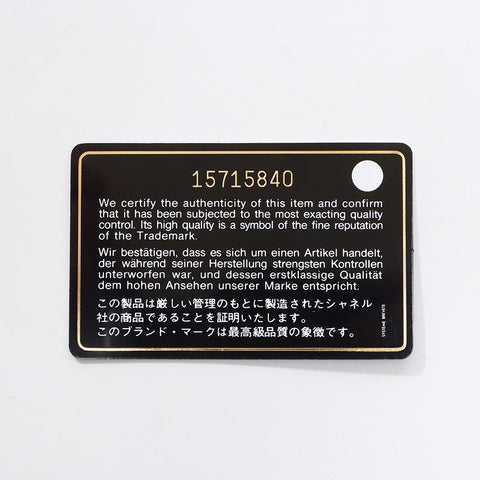 15715840
We certify the authenticity of this item and confirm
that it has been subjected to the most exacting quality
control. Its high quality is a symbol of the fine reputation
of the Trademark.
Wir bestätigen, dass es sich um einen Artikel handelt,
der während seiner Herstellung strengsten Kontrollen
unterworfen war, und dessen erstklassige Qualität
dem hohen Ansehen unserer Marke entspricht.
この製品は厳しい管理のもとに製造されたシャネル
社の商品であることを証明いたします。
このブランド・マークは最高級品質の象徴です。
SYSTEME BREVETE